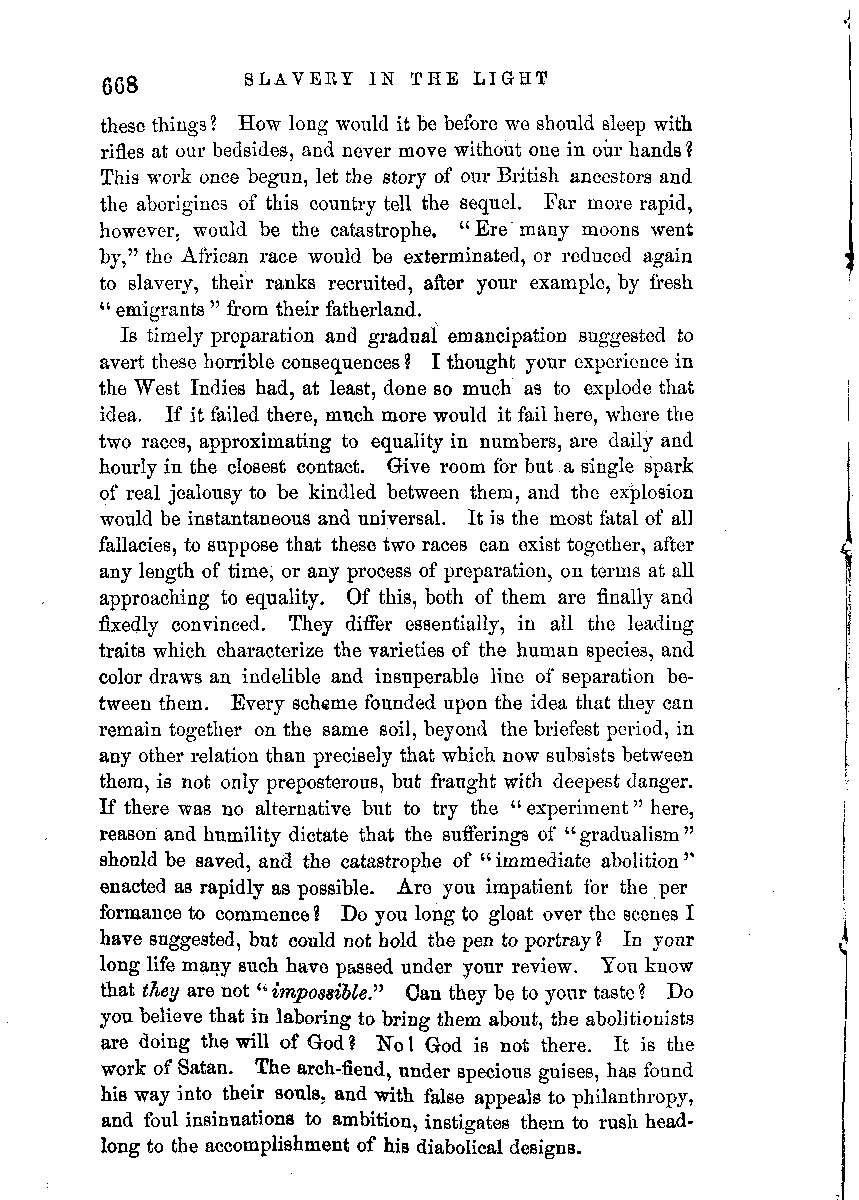 668 SLAVERY IN THE LIGHT
these things? How long would it be before we should sleep with
rifles at our bedsides, and never move without one in our hands?
This work once begun, let the story of our British ancestors and
the aborigines of this country tell the sequel. Far more rapid,
however, would be the catastrophe. “Ere many moons went
by,” the African race would be exterminated, or reduced again
to slavery, their ranks recruited, after your example, by fresh
“emigrants” from their fatherland.
Is timely preparation and gradual emancipation suggested to
avert these horrible consequences? I thought your experience in
the West Indies had, at least, done so much as to explode that
idea. If it failed there, much more would it fail here, where the
two races, approximating to equality in numbers, are daily and
hourly in the closest contact. Give room for but a single spark
of real jealousy to be kindled between them, and the explosion
would be instantaneous and universal. It is the most fatal of all
fallacies, to suppose that these two races can exist together, after
any length of time, or any process of preparation, on terms at all
approaching to equality. Of this, both of them are finally and
fixedly convinced. They differ essentially, in all the leading
traits which characterize the varieties of the human species, and
color draws an indelible and insuperable line of separation be-
tween them. Every scheme founded upon the idea that they can
remain together on the same soil, beyond the briefest period, in
any other relation than precisely that which now subsists between
them, is not only preposterous, but fraught with deepest danger.
If there was no alternative but to try the “experiment” here,
reason and humility dictate that the sufferings of “gradualism”
should be saved, and the catastrophe of “immediate abolition”
enacted as rapidly as possible. Are you impatient for the per
formance to commence? Do you long to gloat over the scenes I
have suggested, but could not hold the pen to portray? In your
long life many such have passed under your review. You know
that they are not “impossible.” Can they be to your taste? Do
you believe that in laboring to bring them about, the abolitionists
are doing the will of God? No! God is not there. It is the
work of Satan. The arch-fiend, under specious guises, has found
his way into their souls, and with false appeals to philanthropy,
and foul insinuations to ambition, instigates them to rush head-
long to the accomplishment of his diabolical designs.